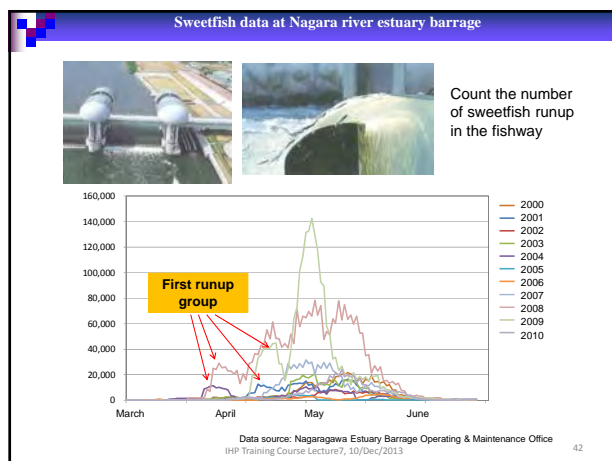 Sweetfish data at Nagara river estuary barrage
Count the number
of sweetfish runup
in the fishway
160,000
140,000
120,000
100,000
80,000
60,000
40,000
20,000
0
First runup
group
March
April
May
June
2000
2001
2002
2003
2004
2005
2006
2007
2008
2009
2010
Data source: Nagaragawa Estuary Barrage Operating & Maintenance Office
IHP Training Course Lecture7, 10/Dec/2013
42